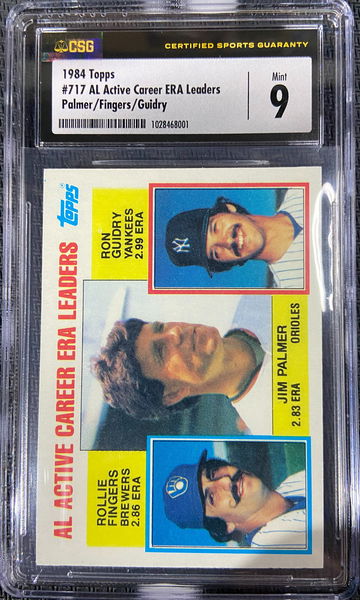 CSG
CERTIFIED SPORTS GUARANTY
1984 Topps
#717 AL Active Career ERA Leaders
Palmer/Fingers/Guidry
1028468001
Mint
9
AL ACTIVE CAREER ERA LEADERS
Topps
ROLLIE
FINGERS
BREWERS
2.86 ERA
JIM PALMER
2.83 ERA ORIOLES
RON
GUIDRY
YANKEES
2.99 ERA
NY